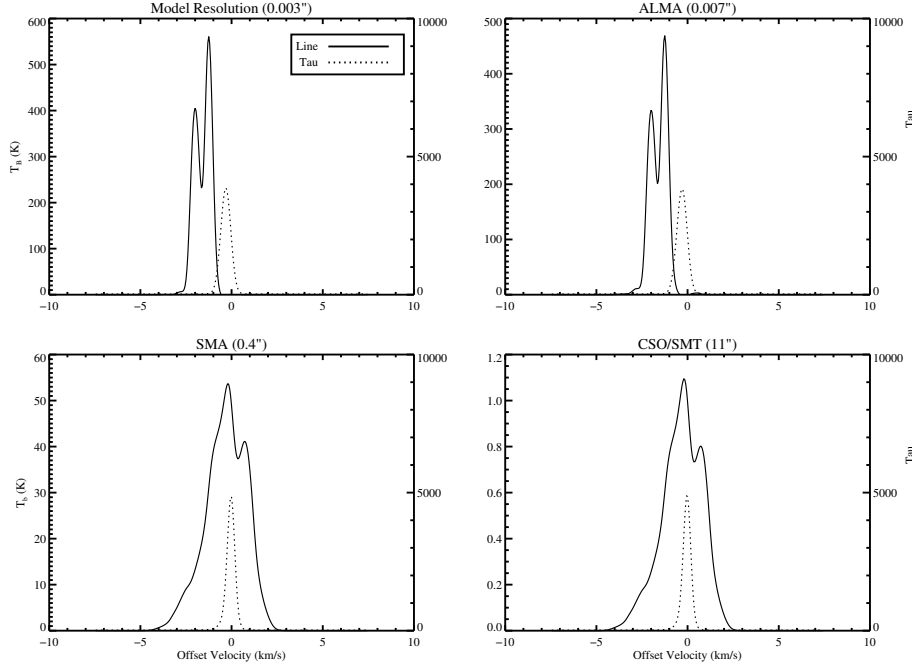 Model Resolution (0.003")
ALMA (0.007")
600
500
400
300
200
100
0
T_B (K)
10000
5000
0
Line
Tau
−10 −5 0 5 10
500
400
300
200
100
0
10000
5000
0
Tau
−10 −5 0 5 10
SMA (0.4")
CSO/SMT (11")
60
50
40
30
20
10
0
T_b (K)
10000
5000
0
−10 −5 0 5 10
Offset Velocity (km/s)
1.2
1.0
0.8
0.6
0.4
0.2
0.0
10000
5000
0
Tau
−10 −5 0 5 10
Offset Velocity (km/s)